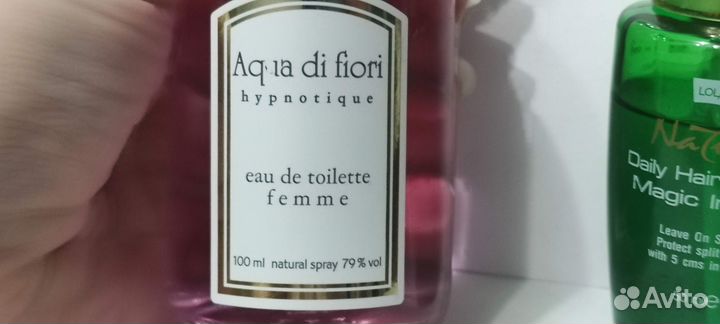 Aqua di fiori
hypnotique
eau de toilette
femme
100 ml natural spray 79% vol
Daily Hair
Magic
Leave On
Protect split
with 5 cms in
Avito